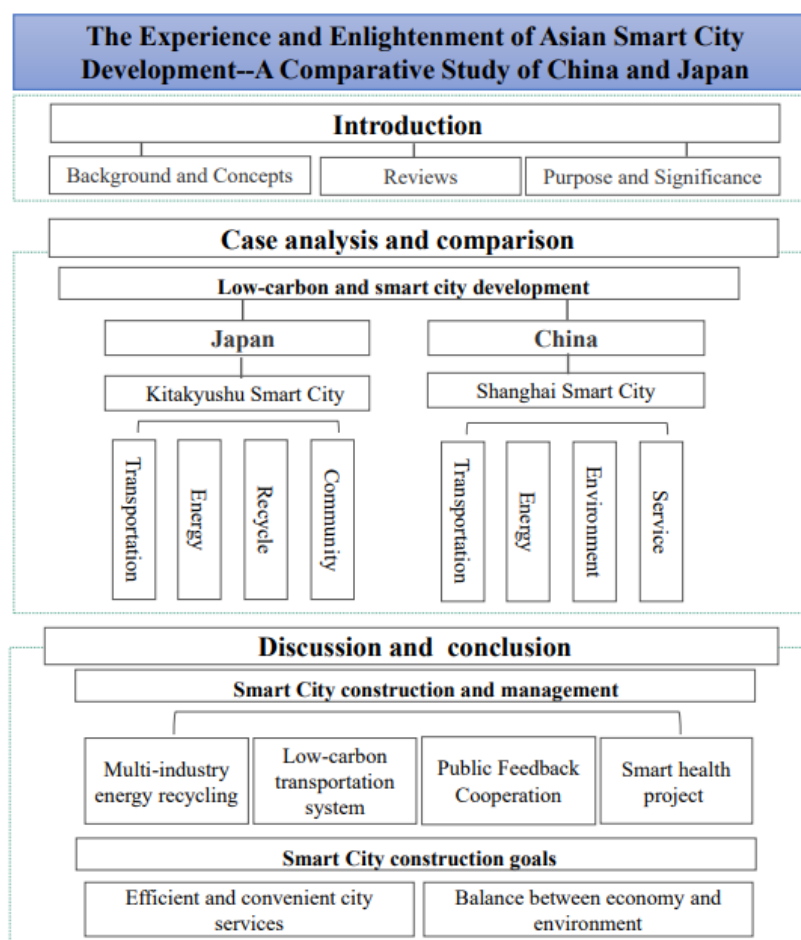 The Experience and Enlightenment of Asian Smart City
Development--A Comparative Study of China and Japan
Introduction
Background and Concepts
Reviews
Purpose and Significance
Case analysis and comparison
Low-carbon and smart city development
Japan
China
Kitakyushu Smart City
Shanghai Smart City
Transportation
Energy
Recycle
Community
Transportation
Energy
Environment
Service
Discussion and conclusion
Smart City construction and management
Multi-industry
energy recycling
Low-carbon
transportation
system
Public Feedback
Cooperation
Smart health
project
Smart City construction goals
Efficient and convenient city
services
Balance between economy and
environment